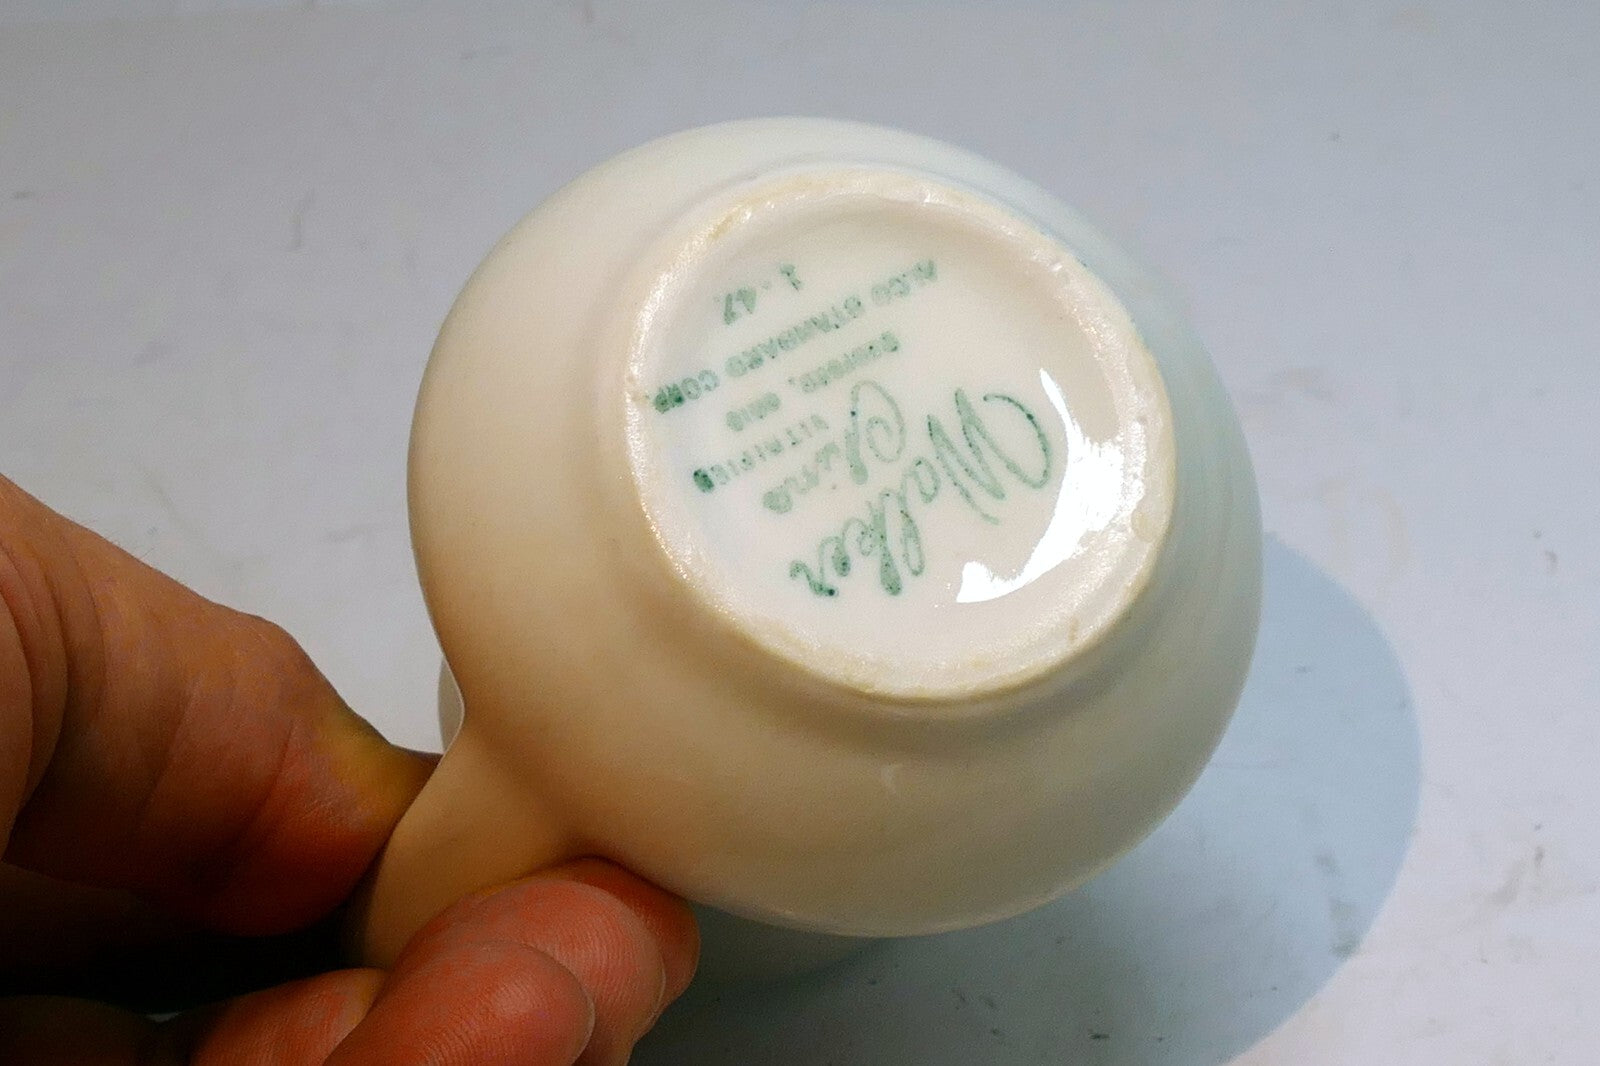 Walker
China
VITRIFIED
BEDFORD, OHIO
ALCO STANDARD CORP